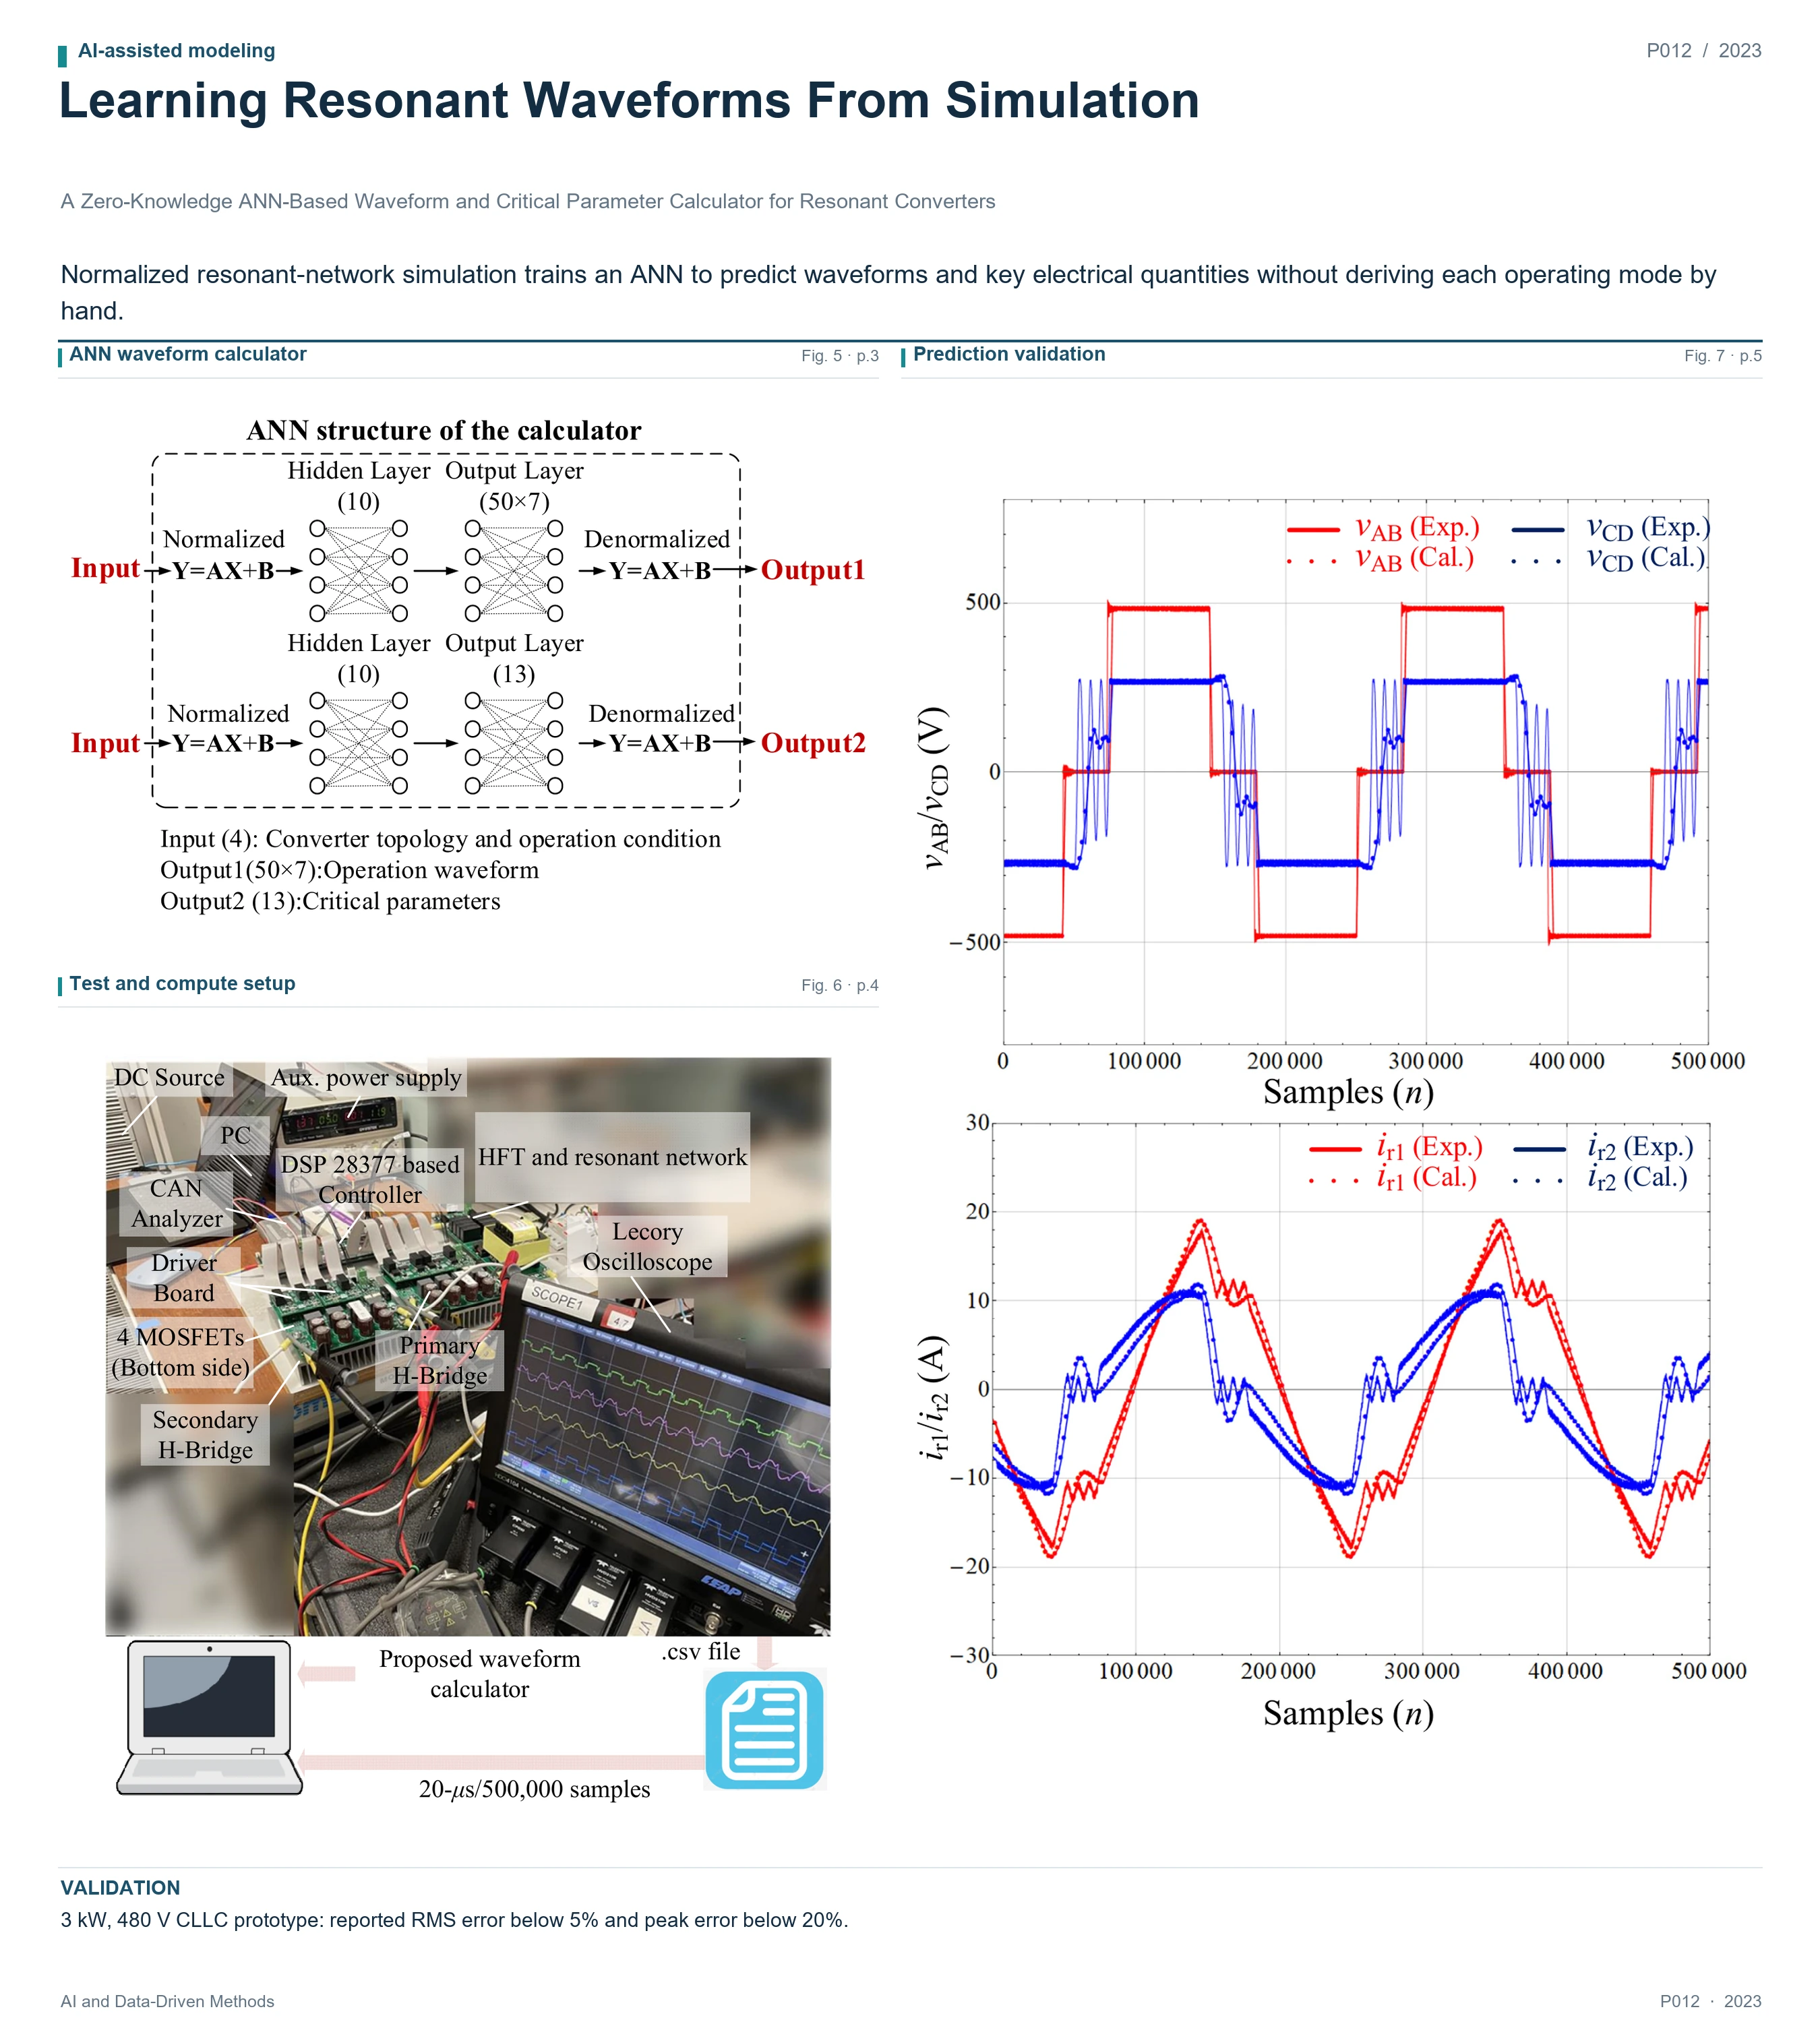 AI-assisted modeling
P012 / 2023
Learning Resonant Waveforms From Simulation
A Zero-Knowledge ANN-Based Waveform and Critical Parameter Calculator for Resonant Converters
Normalized resonant-network simulation trains an ANN to predict waveforms and key electrical quantities without deriving each operating mode by
hand.
ANN waveform calculator
Fig. 5 · p.3
ANN structure of the calculator
Hidden Layer Output Layer
(10) (50×7)
Normalized Denormalized
Input Y=AX+B Y=AX+B Output1
Hidden Layer Output Layer
(10) (13)
Normalized Denormalized
Input Y=AX+B Y=AX+B Output2
Input (4): Converter topology and operation condition
Output1(50×7):Operation waveform
Output2 (13):Critical parameters
Test and compute setup
Fig. 6 · p.4
DC Source
Aux. power supply
PC
DSP 28377 based
Controller
HFT and resonant network
CAN
Analyzer
Lecory
Oscilloscope
Driver
Board
SCOPE1
4 MOSFETs
(Bottom side)
Primary
H-Bridge
Secondary
H-Bridge
Proposed waveform
calculator
.csv file
20-μs/500,000 samples
Prediction validation
Fig. 7 · p.5
vAB (Exp.) vCD (Exp.)
vAB (Cal.) vCD (Cal.)
500
0
−500
vAB/vCD (V)
0 100 000 200 000 300 000 400 000 500 000
Samples (n)
ir1 (Exp.) ir2 (Exp.)
ir1 (Cal.) ir2 (Cal.)
30
20
10
0
−10
−20
−30
ir1/ir2 (A)
0 100 000 200 000 300 000 400 000 500 000
Samples (n)
VALIDATION
3 kW, 480 V CLLC prototype: reported RMS error below 5% and peak error below 20%.
AI and Data-Driven Methods
P012 · 2023